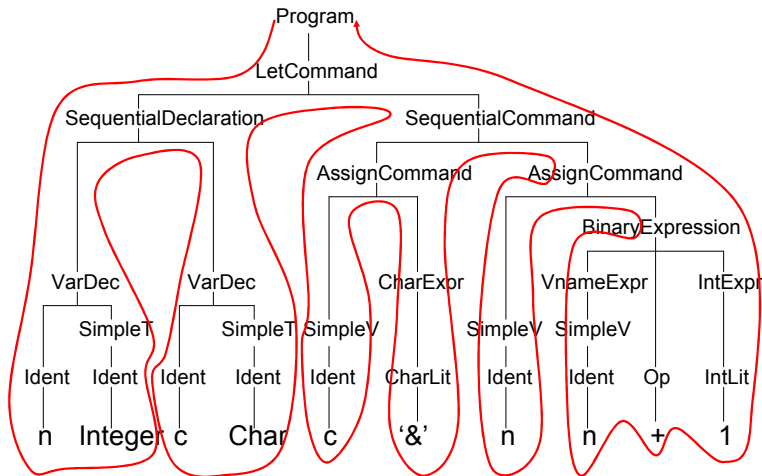 Program
LetCommand
SequentialDeclaration SequentialCommand
AssignCommand AssignCommand
BinaryExpression
VarDec VarDec CharExpr VnameExpr IntExpr
SimpleT SimpleT SimpleV SimpleV SimpleV
Ident Ident Ident Ident Ident CharLit Ident Ident Op IntLit
n Integer c Char c ‘&’ n n + 1